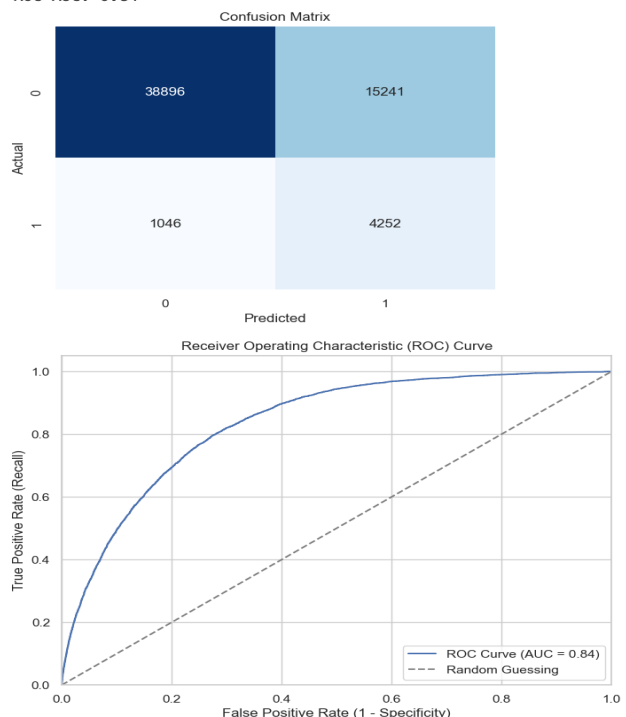 Confusion Matrix
0
38896
15241
Actual
1
1046
4252
0
1
Predicted
Receiver Operating Characteristic (ROC) Curve
1.0
0.8
0.6
0.4
0.2
0.0
True Positive Rate (Recall)
ROC Curve (AUC = 0.84)
Random Guessing
0.0
0.2
0.4
0.6
0.8
1.0
False Positive Rate (1 - Specificity)